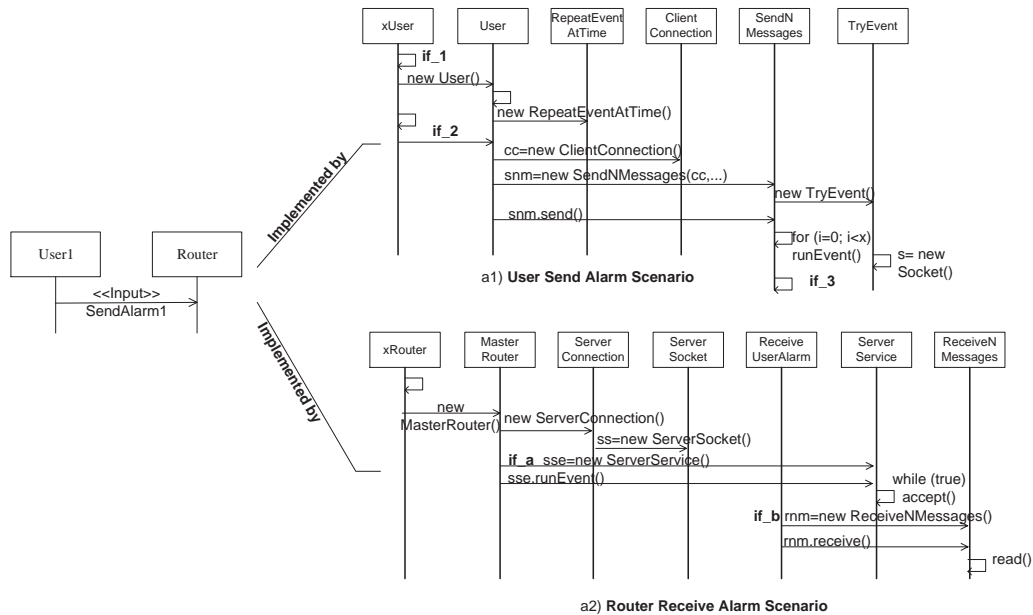 xUser
User
RepeatEvent
AtTime
Client
Connection
SendN
Messages
TryEvent
if_1
new User()
new RepeatEventAtTime()
if_2
cc=new ClientConnection()
snm=new SendNMessages(cc,...)
new TryEvent()
snm.send()
for (i=0; i<x)
runEvent()
s= new
Socket()
if_3
a1) User Send Alarm Scenario
Implemented by
User1
Router
<<Input>>
SendAlarm1
Implemented by
xRouter
Master
Router
Server
Connection
Server
Socket
Receive
UserAlarm
Server
Service
ReceiveN
Messages
new
MasterRouter()
new ServerConnection()
ss=new ServerSocket()
if_a sse=new ServerService()
sse.runEvent()
while (true)
accept()
if_b rnm=new ReceiveNMessages()
rnm.receive()
read()
a2) Router Receive Alarm Scenario